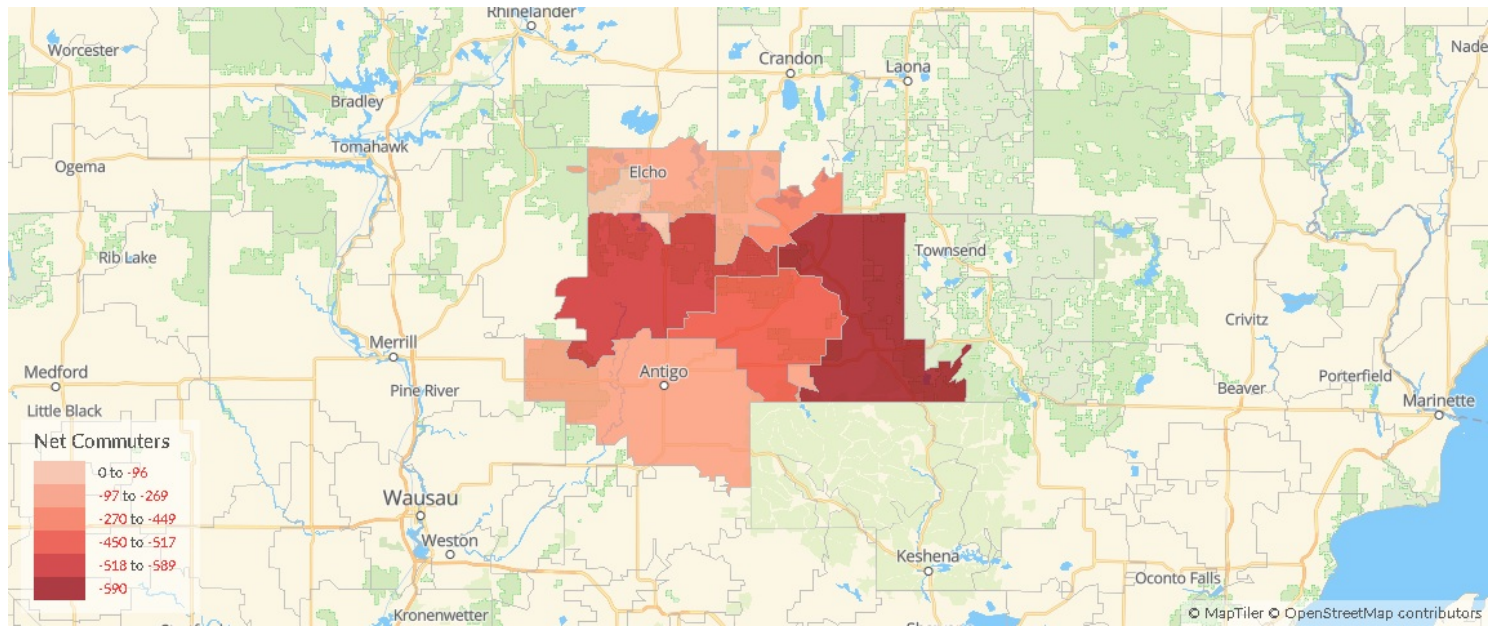 Rhinelander
Worcester
Nade
Crandon
Laona
Bradley
Tomahawk
Ogema
Elcho
Townsend
Rib Lake
Crivitz
Merrill
Medford
Antigo
Pine River
Porterfield
Beaver
Marinette
Little Black
Net Commuters
0 to -96
-97 to -269
-270 to -449
-450 to -517
-518 to -589
-590
Wausau
Weston
Keshena
Oconto Falls
Kronenwetter
© MapTiler © OpenStreetMap contributors